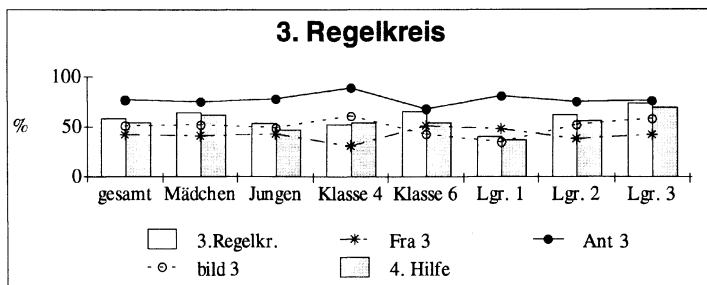 3. Regelkreis
100
%
50
0
gesamt Mädchen Jungen Klasse 4 Klasse 6 Lgr. 1 Lgr. 2 Lgr. 3
3.Regelkr. Fra 3 Ant 3
bild 3 4. Hilfe